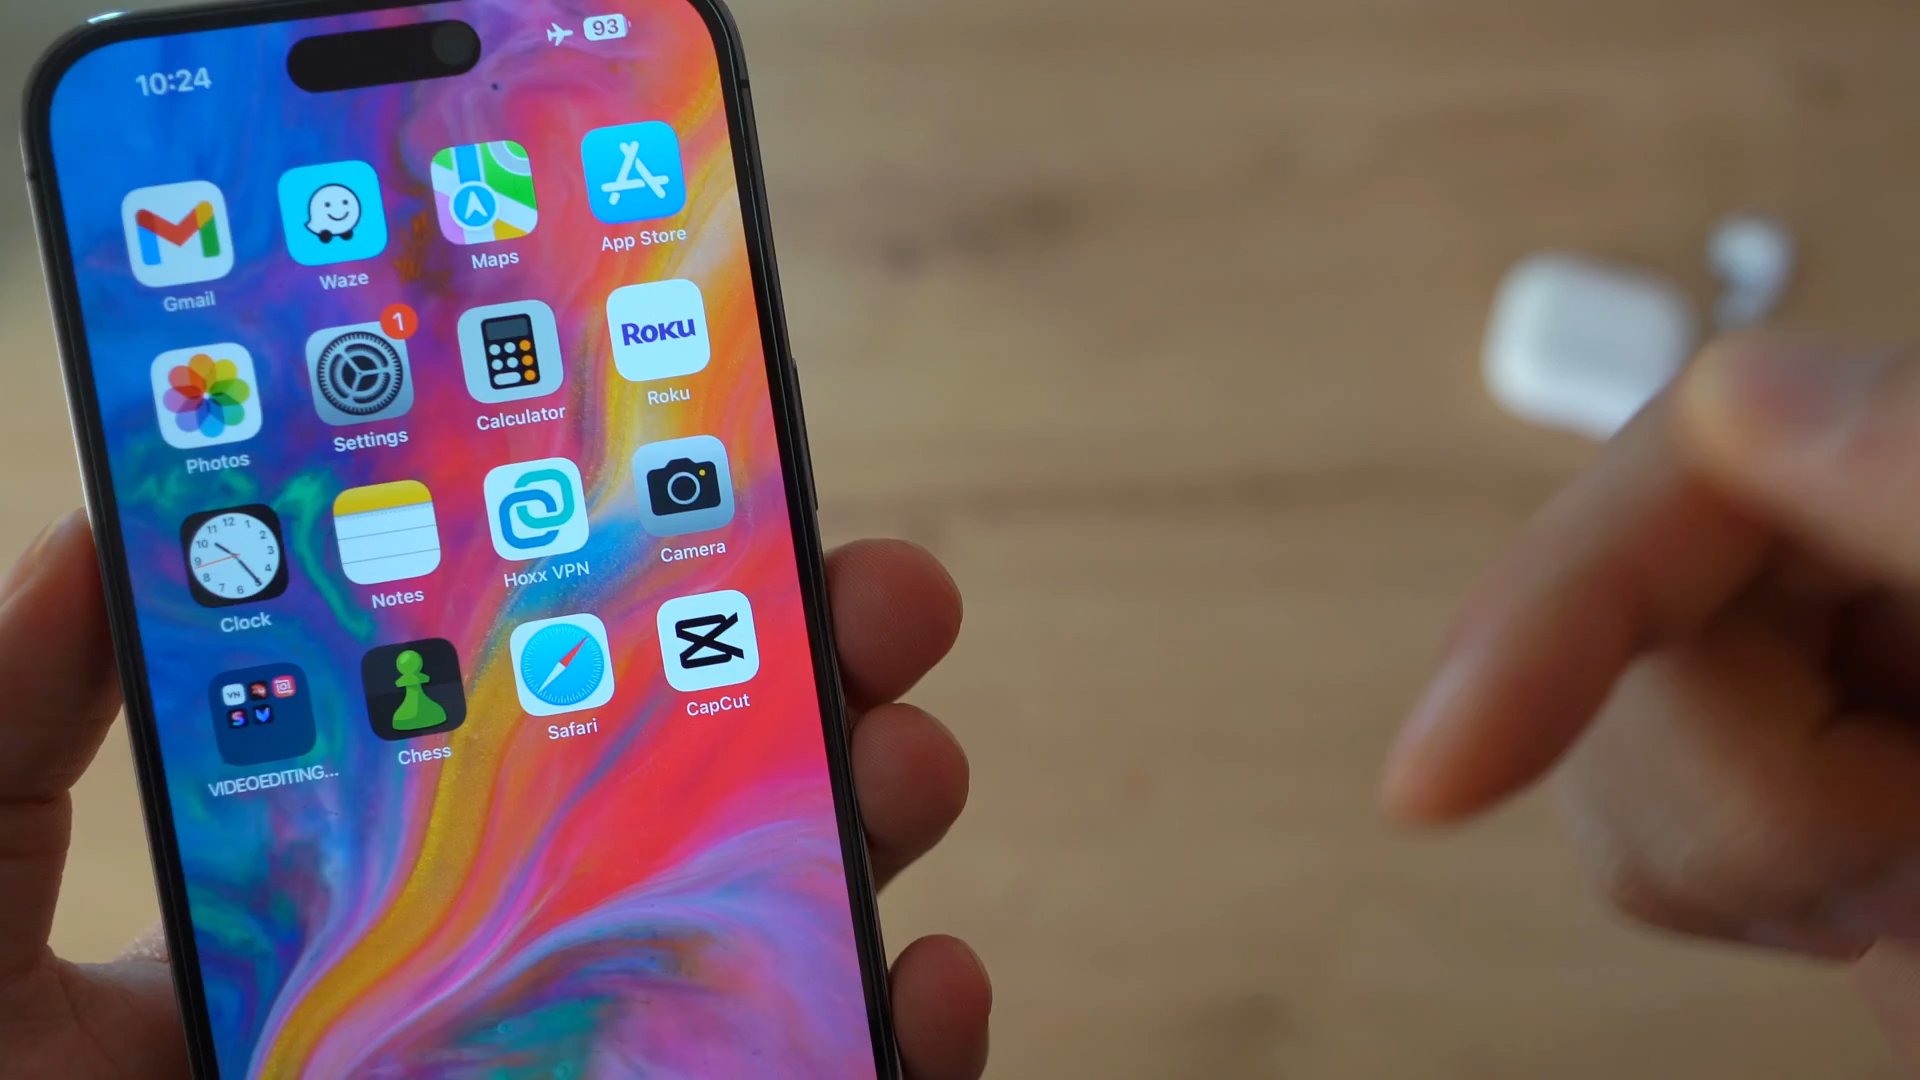 10:24
93
Gmail
Waze
Maps
App Store
Photos
1
Settings
Calculator
Roku
Roku
Clock
Notes
Hoxx VPN
Camera
VN
VIDEOEDITING...
Chess
Safari
CapCut